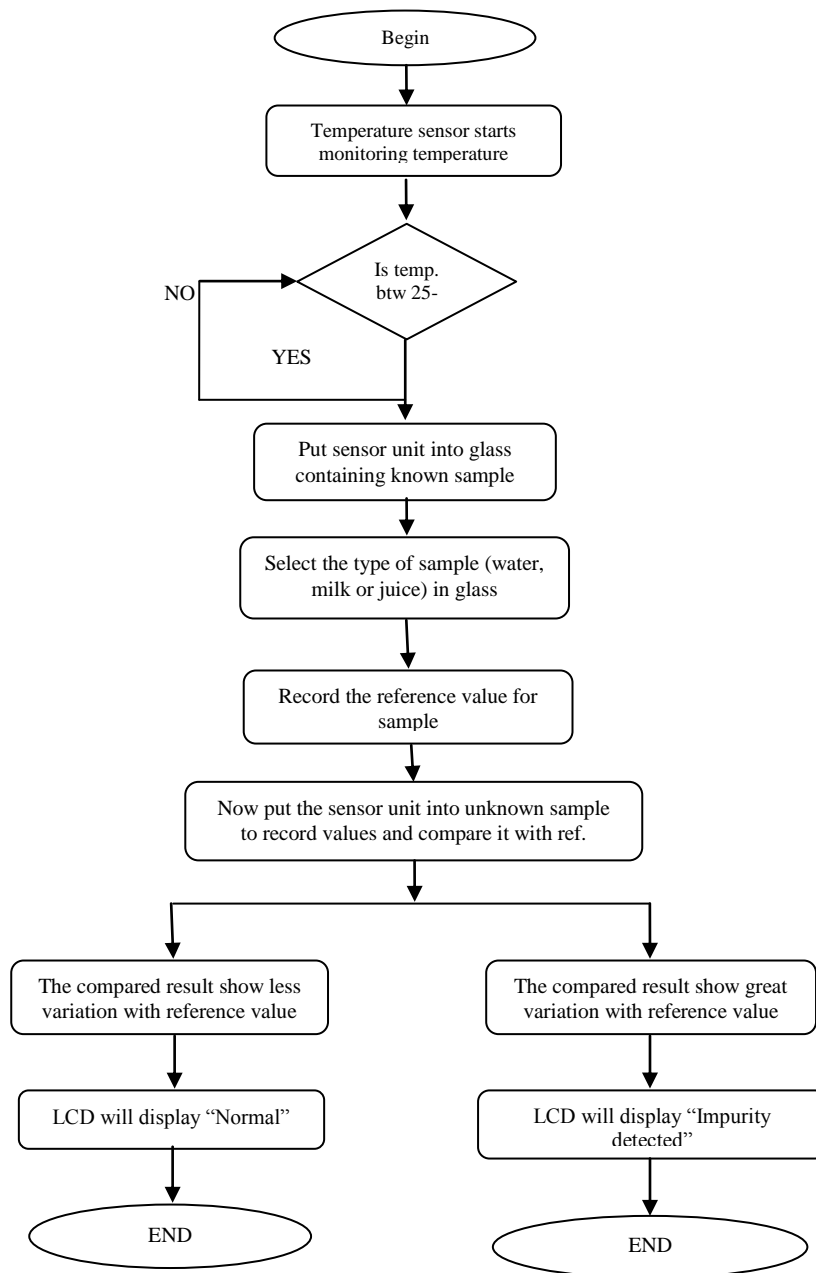 Begin
Temperature sensor starts
monitoring temperature
Is temp.
btw 25-
NO
YES
Put sensor unit into glass
containing known sample
Select the type of sample (water,
milk or juice) in glass
Record the reference value for
sample
Now put the sensor unit into unknown sample
to record values and compare it with ref.
The compared result show less
variation with reference value
The compared result show great
variation with reference value
LCD will display “Normal”
LCD will display “Impurity
detected”
END
END